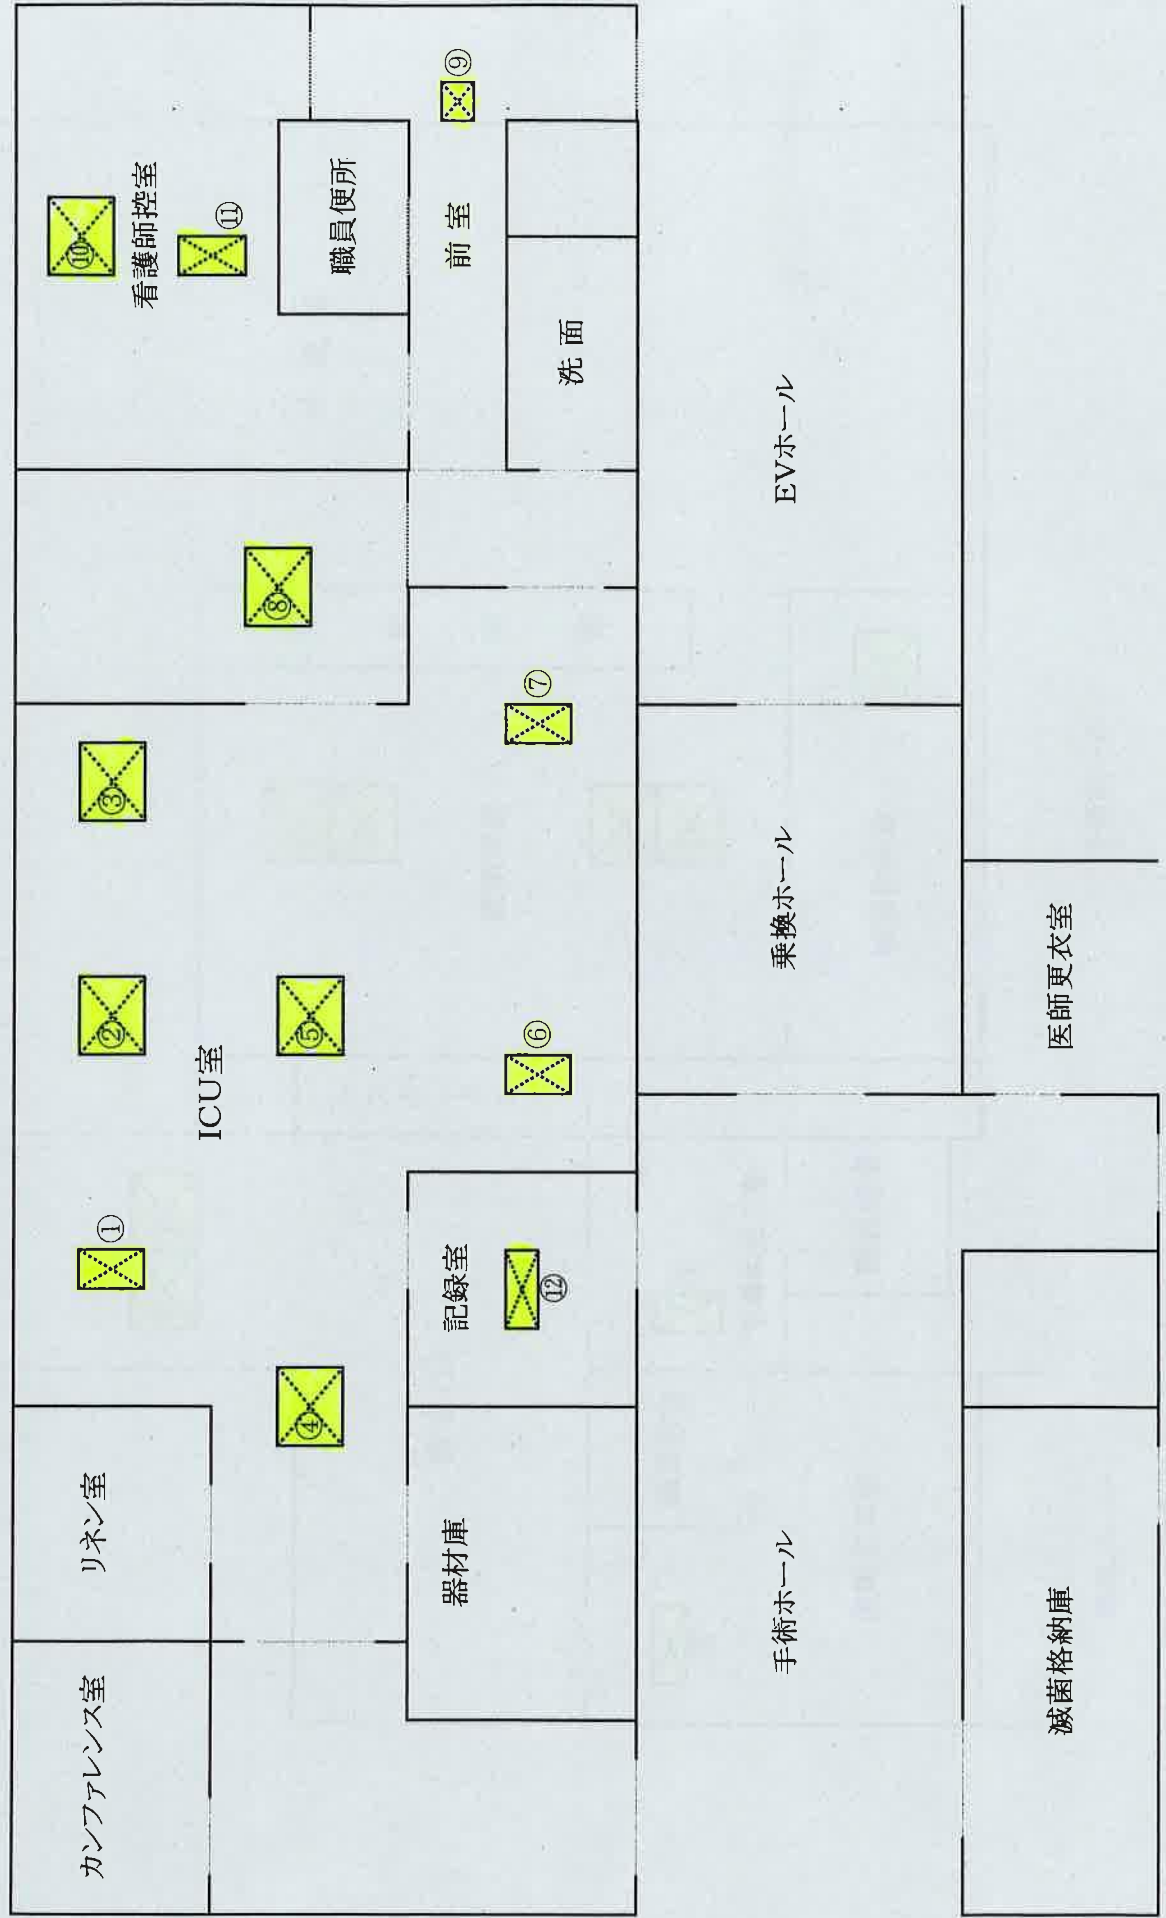 カンファレンス室
リネン室
①
②
③
ICU室
④
⑤
⑥
⑦
⑧
⑩
看護師控室
⑪
職員便所
前室
⑨
洗面
器材庫
記録室
⑫
手術ホール
乗換ホール
EVホール
滅菌格納庫
医師更衣室